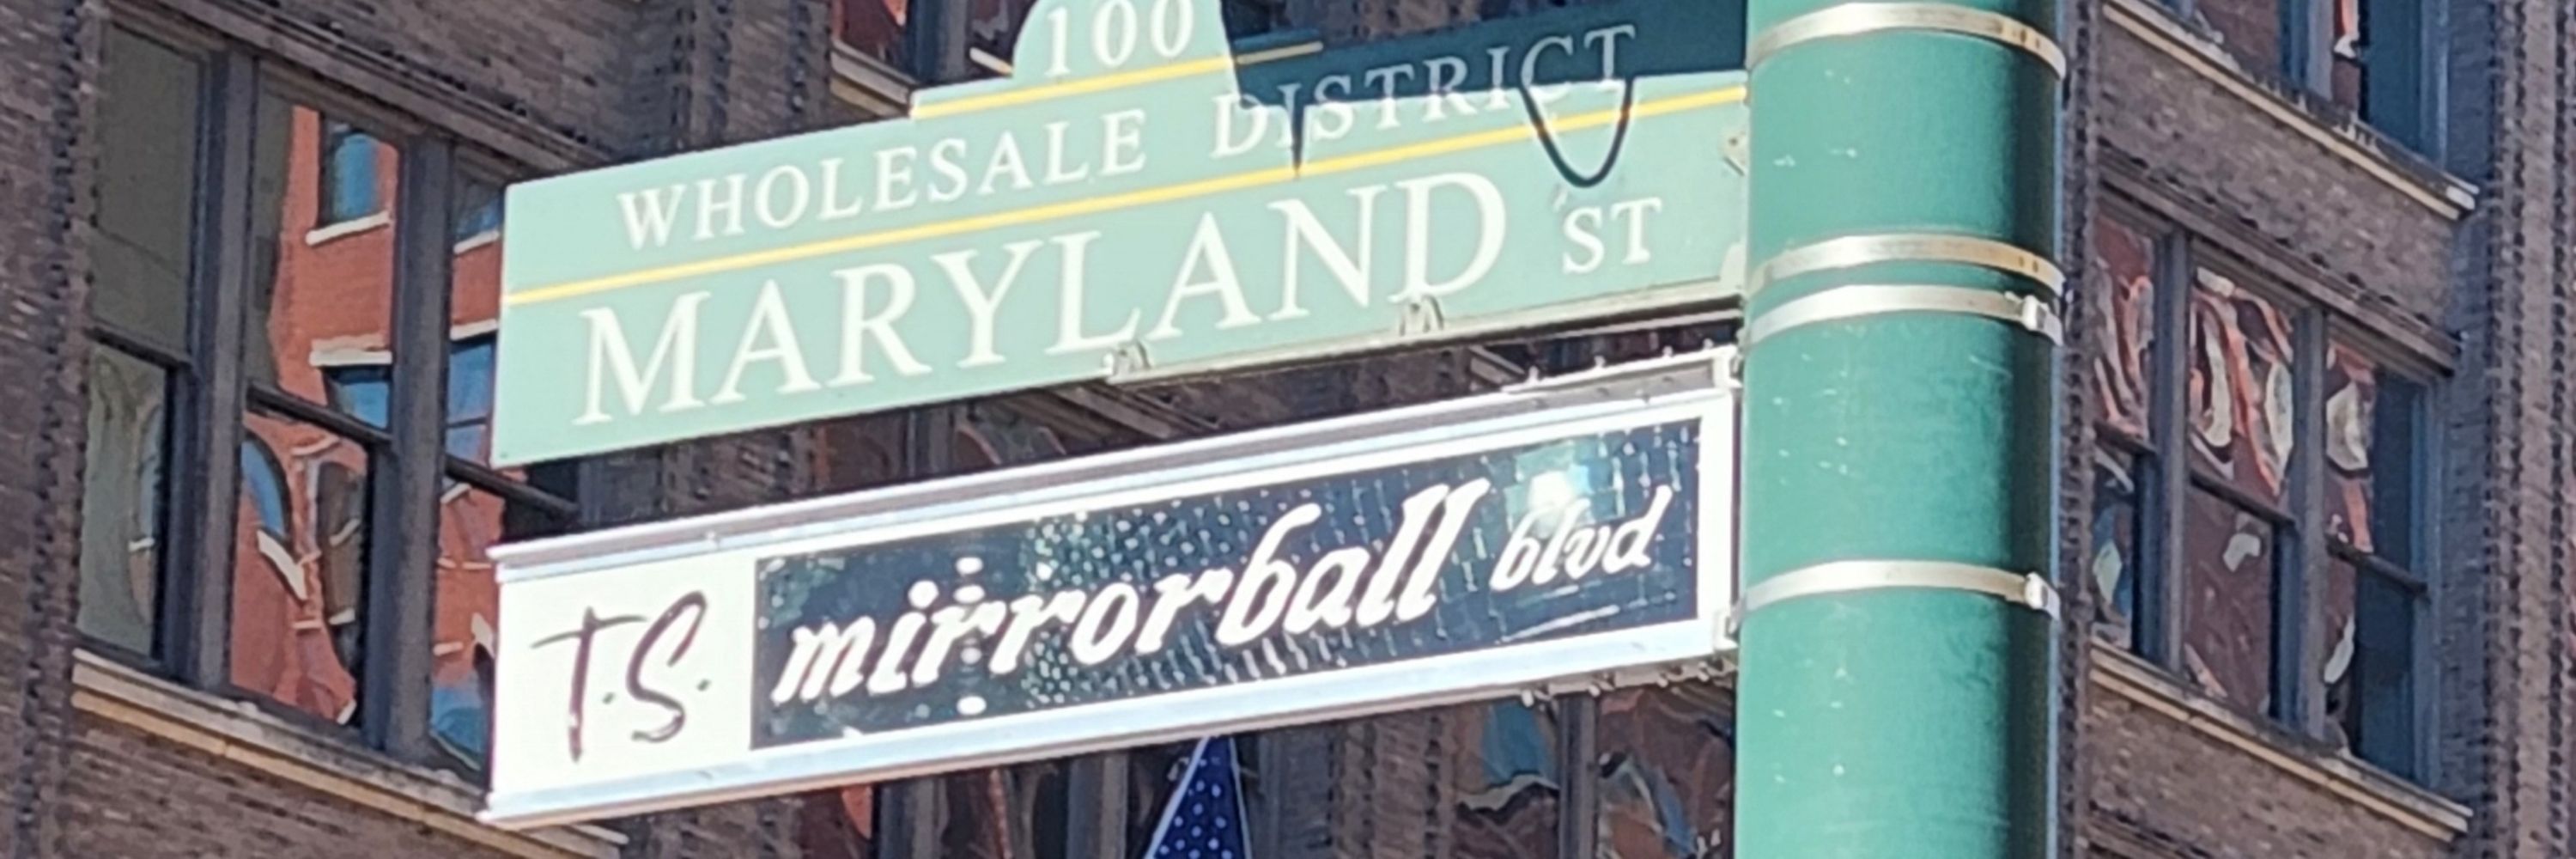 100
WHOLESALE DISTRICT
MARYLAND ST
T.S. mirrorball blvd